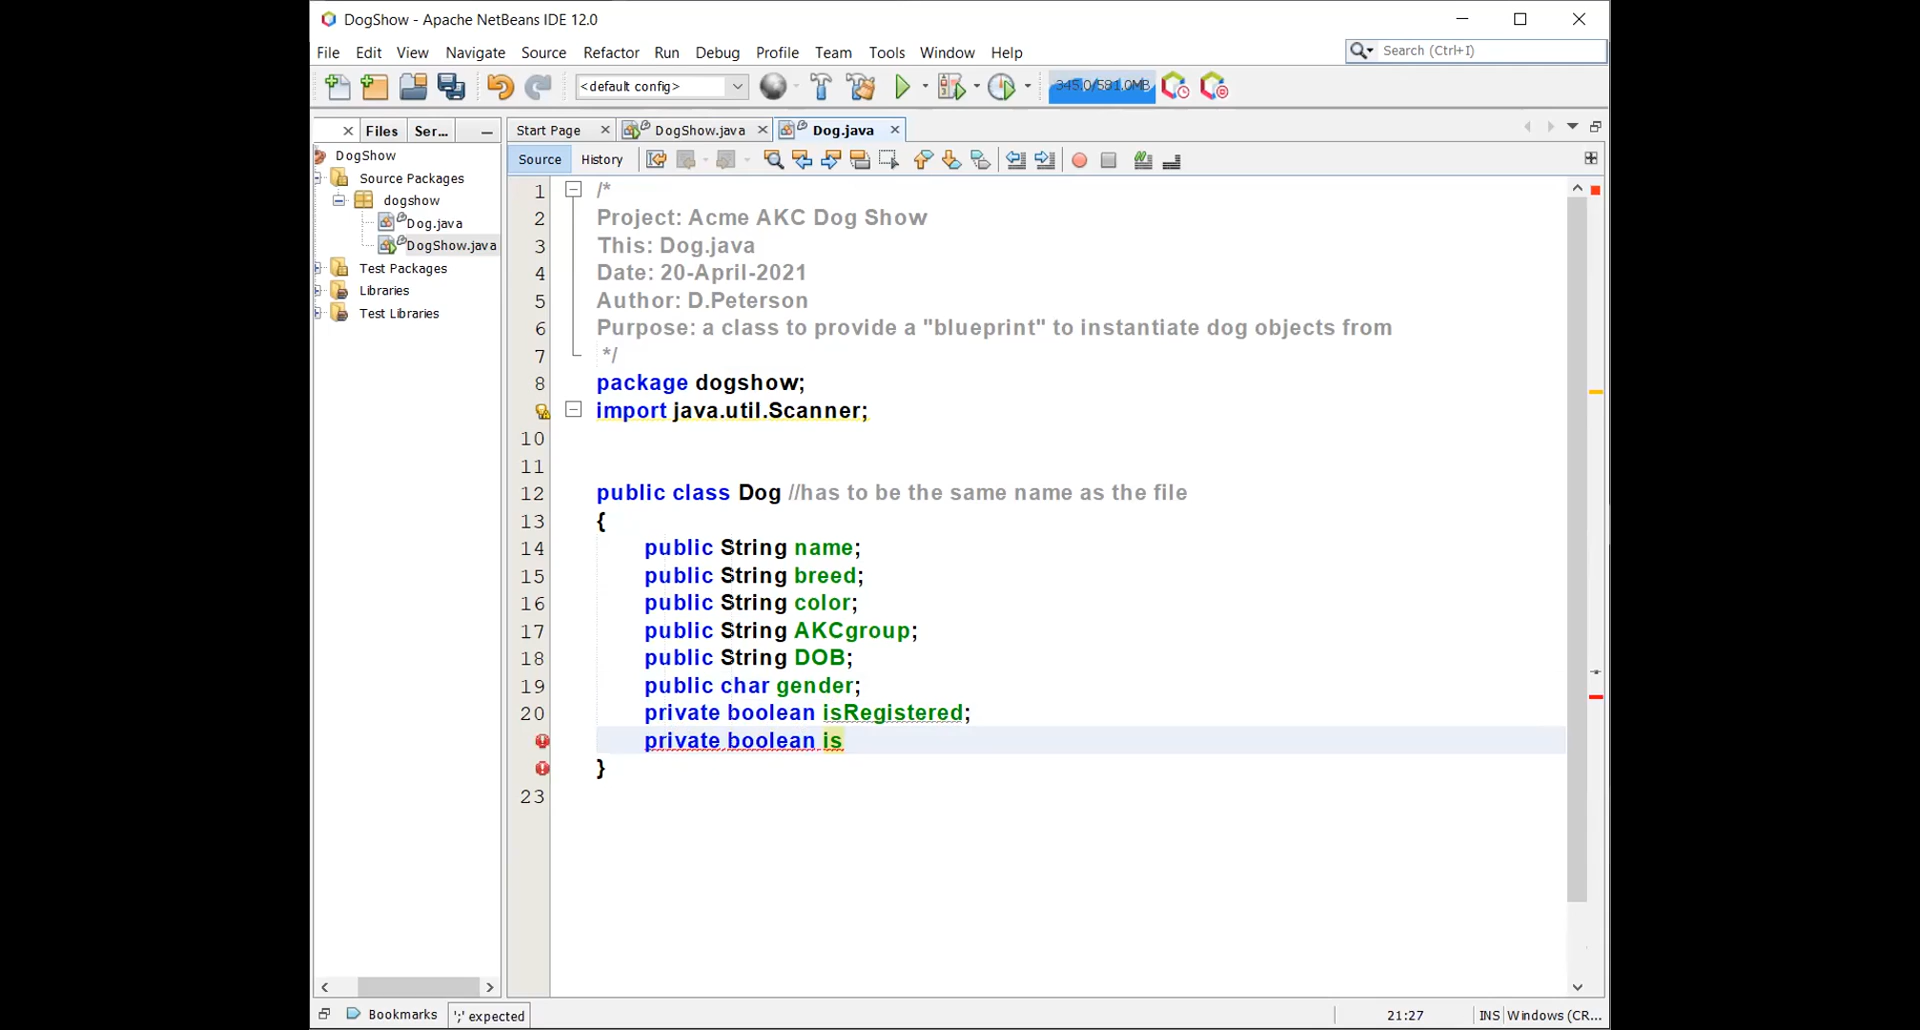 DogShow - Apache NetBeans IDE 12.0
File Edit View Navigate Source Refactor Run Debug Profile Team Tools Window Help
Search (Ctrl+I)
<default config>
345.0/591.0MB
Files Ser...
Start Page DogShow.java Dog.java
DogShow
Source Packages
dogshow
Dog.java
DogShow.java
Test Packages
Libraries
Test Libraries
Source History
1 /*
2 Project: Acme AKC Dog Show
3 This: Dog.java
4 Date: 20-April-2021
5 Author: D.Peterson
6 Purpose: a class to provide a "blueprint" to instantiate dog objects from
7 */
8 package dogshow;
import java.util.Scanner;
10
11
12 public class Dog //has to be the same name as the file
13 {
14 public String name;
15 public String breed;
16 public String color;
17 public String AKCgroup;
18 public String DOB;
19 public char gender;
20 private boolean isRegistered;
private boolean is
}
23
Bookmarks ';' expected
21:27 INS Windows (CR...